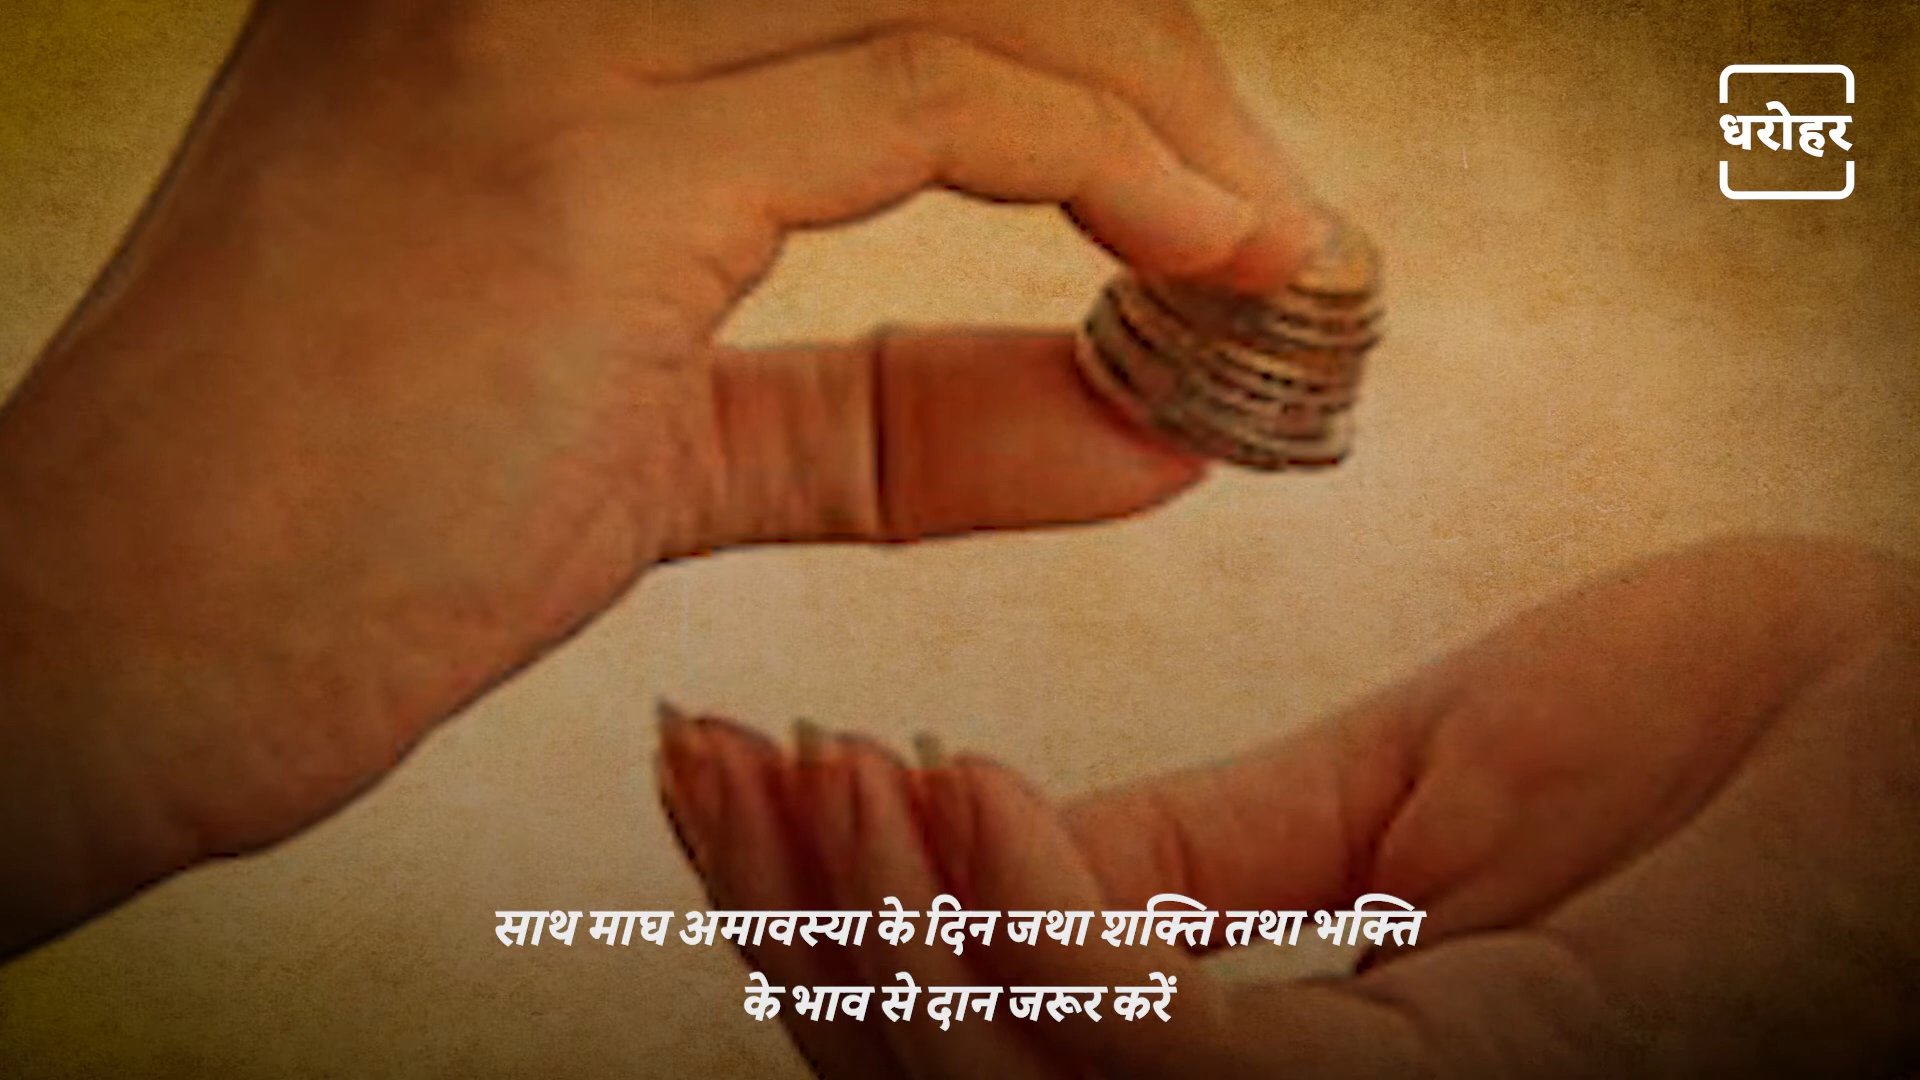 धरोहर
साथ माघ अमावस्या के दिन जथा शक्ति तथा भक्ति
के भाव से दान जरूर करें